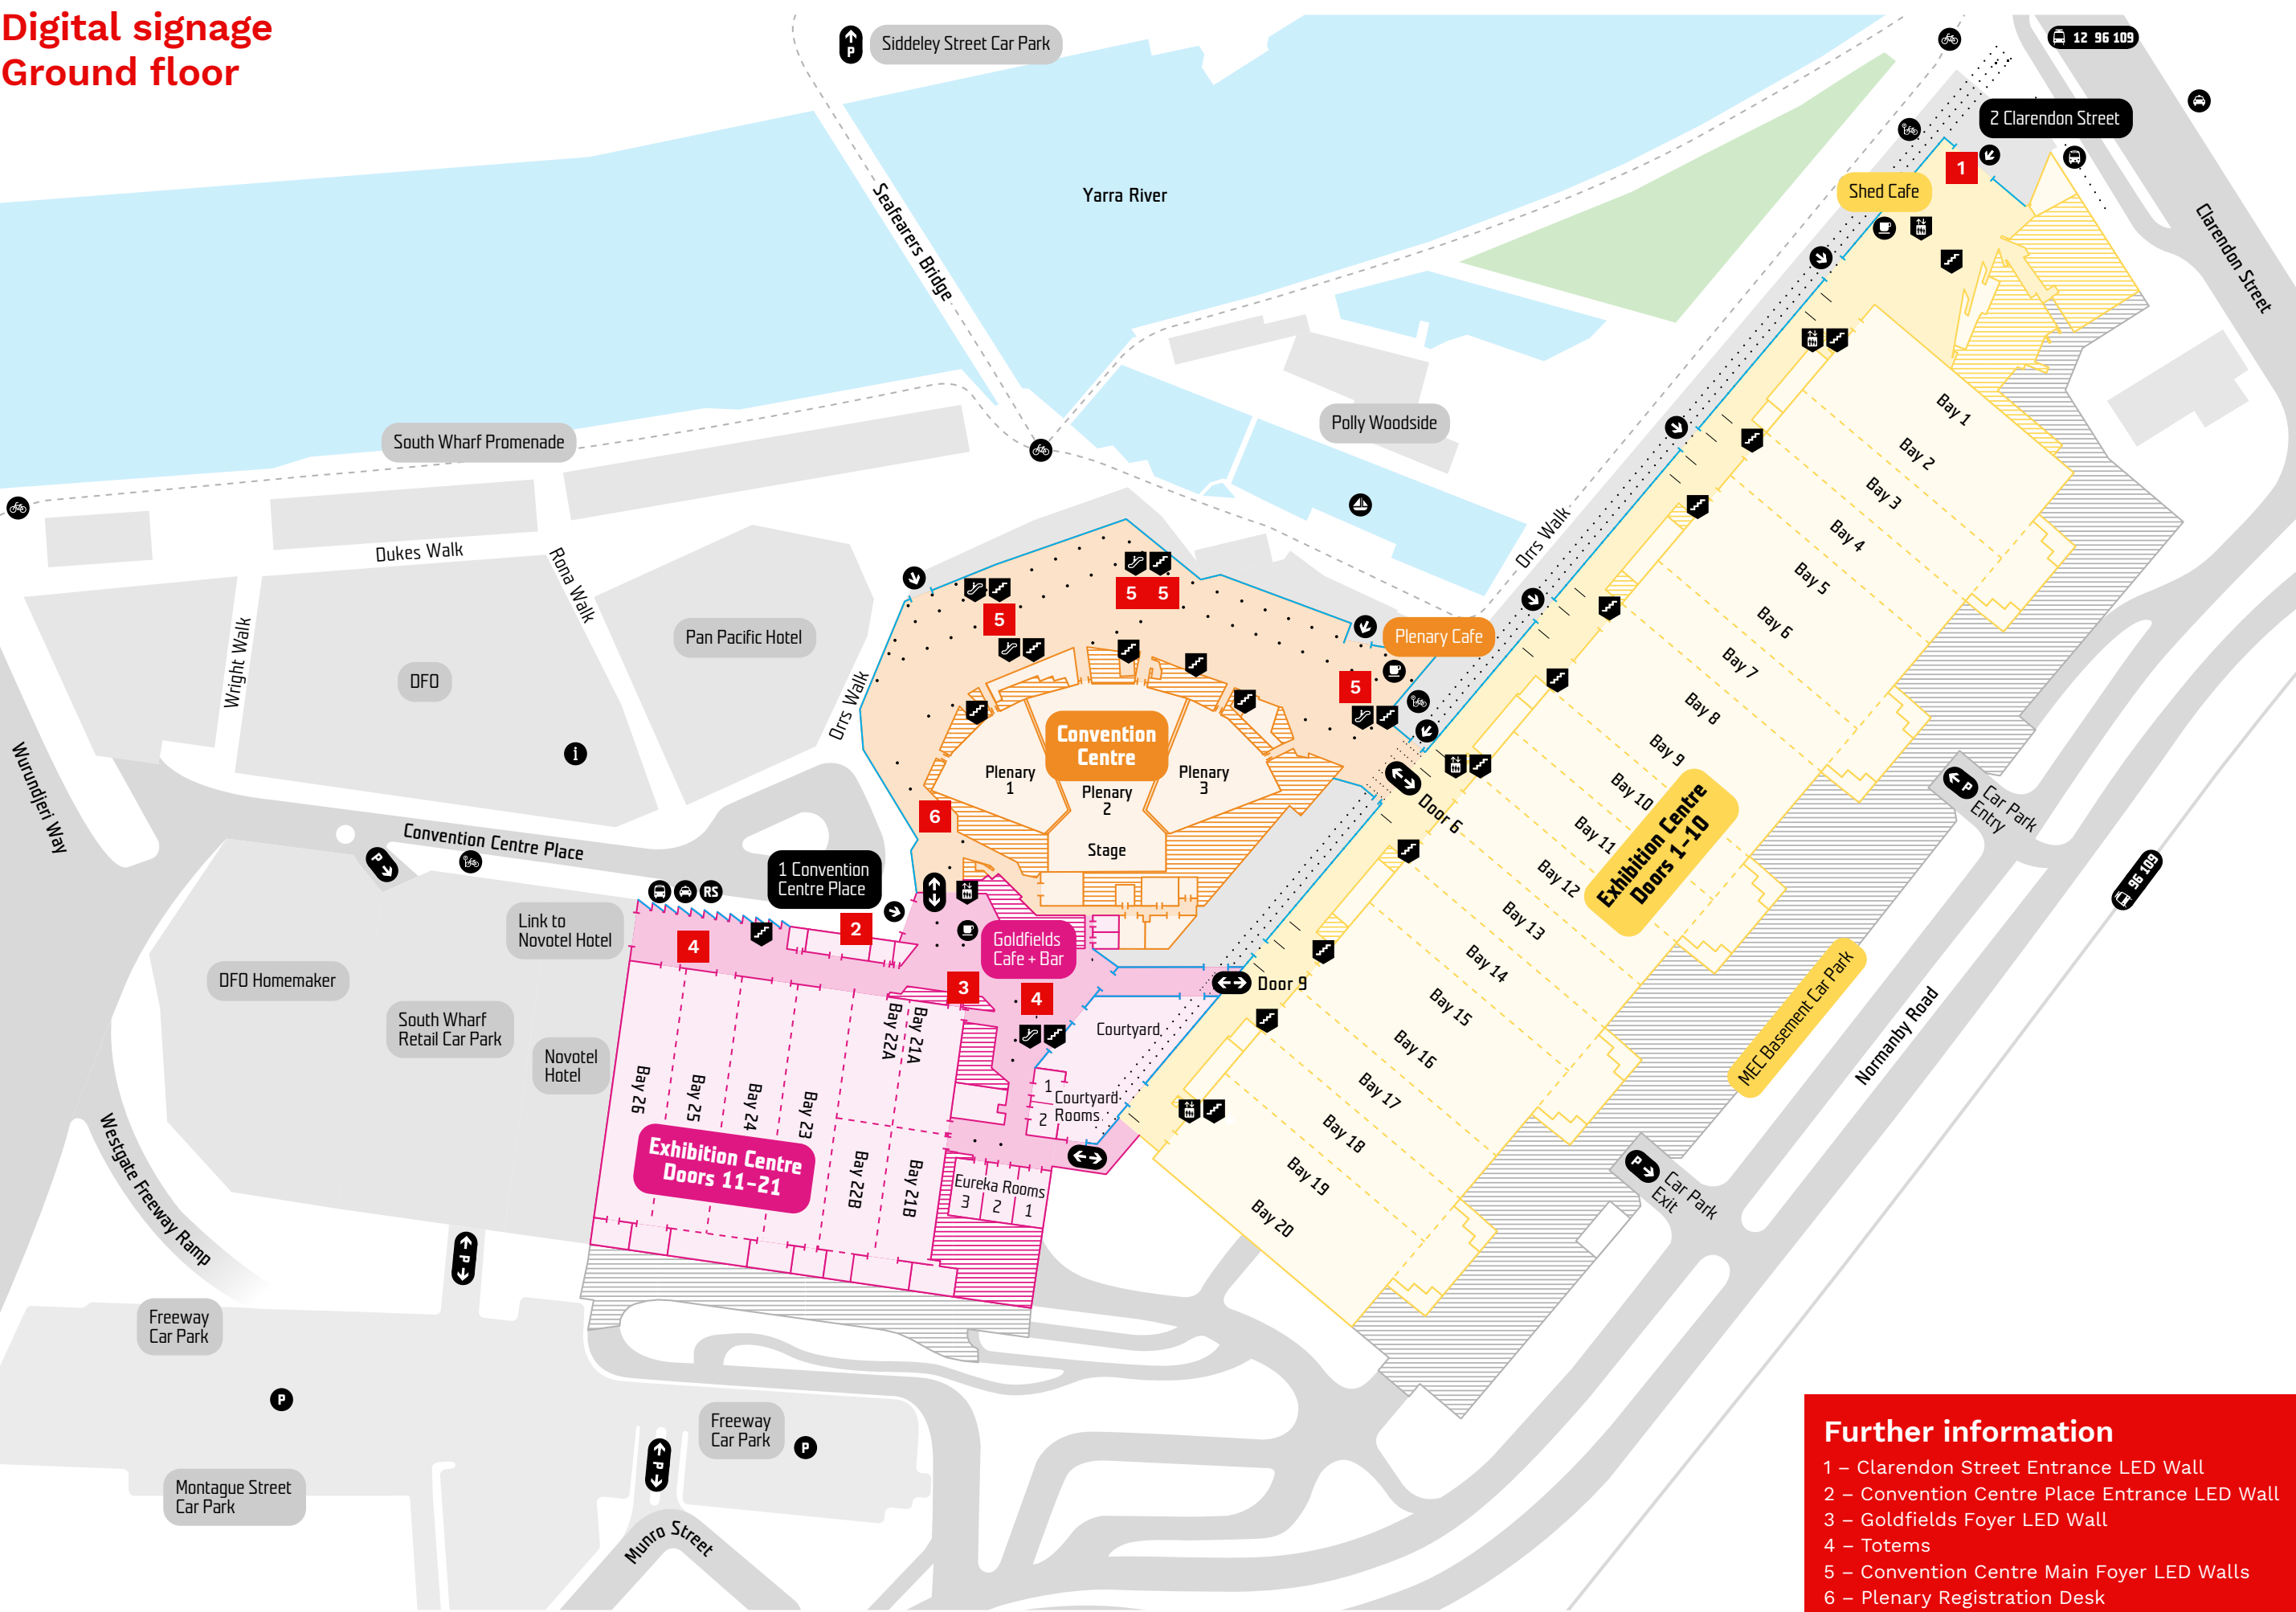 Digital signage
Ground floor
P
Siddeley Street Car Park
12 96 109
2 Clarendon Street
1
Shed Cafe
Clarendon Street
Yarra River
Seafarers Bridge
Polly Woodside
South Wharf Promenade
Dukes Walk
Rona Walk
Wright Walk
Pan Pacific Hotel
DFO
i
Orrs Walk
Orrs Walk
Wurundjeri Way
Convention Centre Place
P
5
5 5
5
Plenary Cafe
Convention
Centre
Plenary
1
Plenary
2
Plenary
3
Stage
6
Door 6
Bay 1
Bay 2
Bay 3
Bay 4
Bay 5
Bay 6
Bay 7
Bay 8
Bay 9
Bay 10
Bay 11
Bay 12
Bay 13
Bay 14
Bay 15
Bay 16
Bay 17
Bay 18
Bay 19
Bay 20
Exhibition Centre
Doors 1-10
P
Car Park
Entry
96 109
MEC Basement Car Park
Normanby Road
P
Car Park
Exit
1 Convention
Centre Place
RS
Link to
Novotel Hotel
4
2
Goldfields
Cafe + Bar
3
4
Door 9
Courtyard
1
2
Courtyard
Rooms
DFO Homemaker
South Wharf
Retail Car Park
Novotel
Hotel
Bay 26
Bay 25
Bay 24
Bay 23
Bay 22A
Bay 21A
Bay 22B
Bay 21B
Exhibition Centre
Doors 11-21
Eureka Rooms
3
2
1
Westgate Freeway Ramp
P
Freeway
Car Park
P
Montague Street
Car Park
Freeway
Car Park
P
P
Munro Street
Further information
1 – Clarendon Street Entrance LED Wall
2 – Convention Centre Place Entrance LED Wall
3 – Goldfields Foyer LED Wall
4 – Totems
5 – Convention Centre Main Foyer LED Walls
6 – Plenary Registration Desk